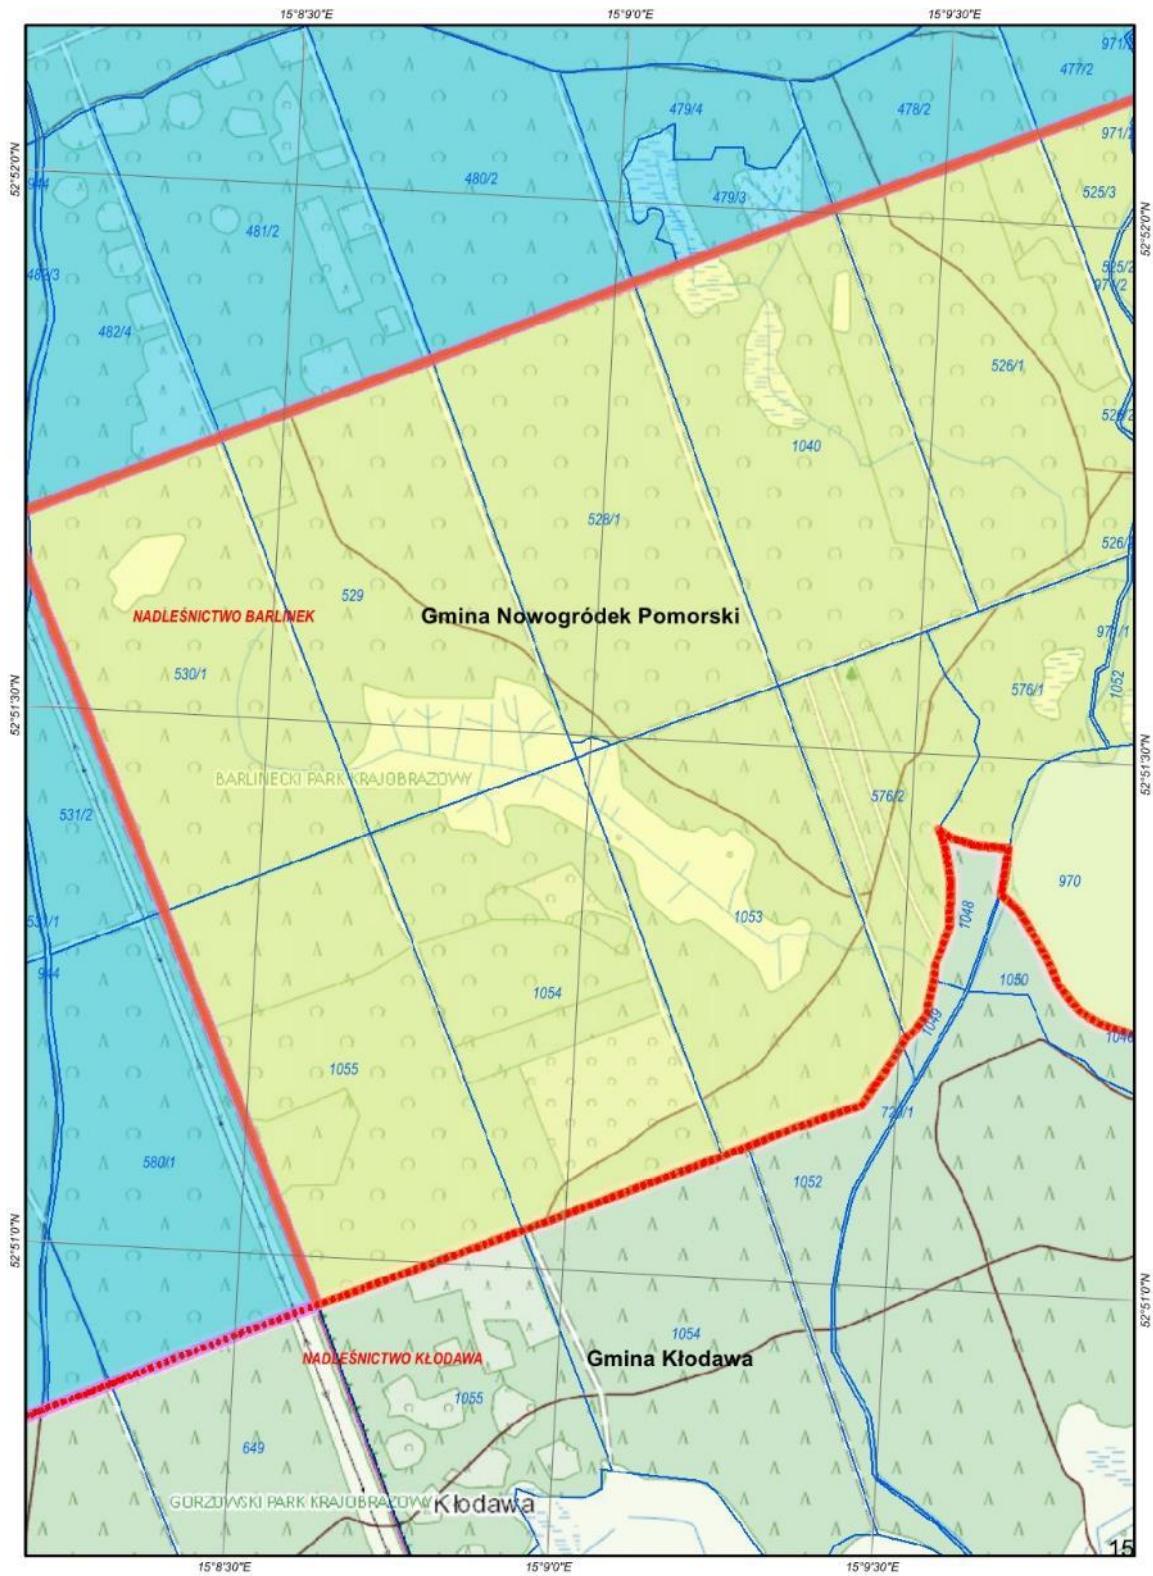 15°8'30"E
15°9'0"E
15°9'30"E
971/
477/2
479/4
478/2
971/2
52°52'0"N
944
480/2
479/3
525/3
52°52'0"N
481/2
482/3
525/2
971/2
482/4
526/1
1040
528/1
526/
529
NADLEŚNICTWO BARLINEK
Gmina Nowogródek Pomorski
971/1
530/1
576/1
1052
52°51'30"N
52°51'30"N
BARLINECKI PARK KRAJOBRAZOWY
576/2
531/2
970
531/1
1053
1048
944
1054
1050
1049
1046
1055
580/1
1052
52°51'0"N
52°51'0"N
1054
NADLEŚNICTWO KŁODAWA
Gmina Kłodawa
1055
649
GORZOWSKI PARK KRAJOBRAZOWY
Kłodawa
15
15°8'30"E
15°9'0"E
15°9'30"E